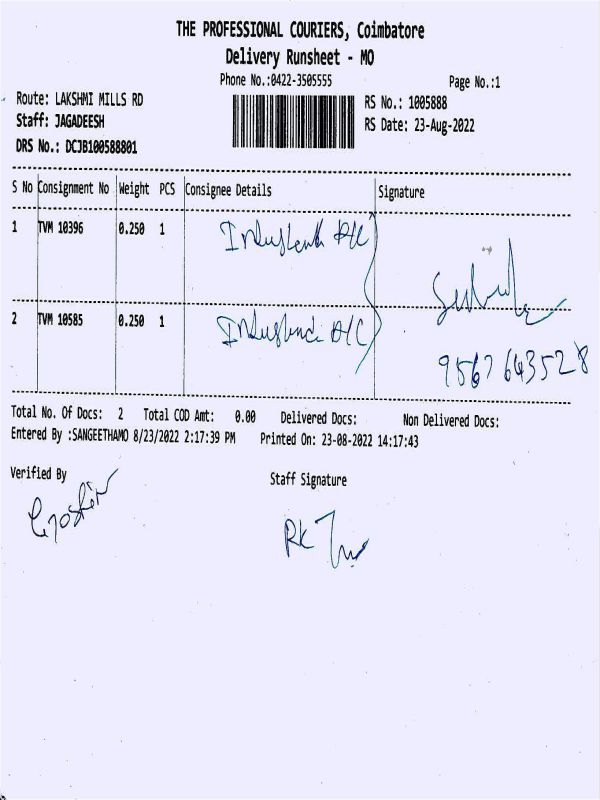 THE PROFESSIONAL COURIERS, Coimbatore
Delivery Runsheet - MO
Phone No.:0422-3505555 Page No.:1
Route: LAKSHMI MILLS RD RS No.: 1005888
Staff: JAGADEESH RS Date: 23-Aug-2022
DRS No.: DCJB100588801
S No Consignment No Weight PCS Consignee Details Signature
1 TVM 10396 0.250 1
2 TVM 10585 0.250 1
9567643528
Total No. Of Docs: 2 Total COD Amt: 0.00 Delivered Docs: Non Delivered Docs:
Entered By :SANGEETHAMO 8/23/2022 2:17:39 PM Printed On: 23-08-2022 14:17:43
Verified By Staff Signature
RK